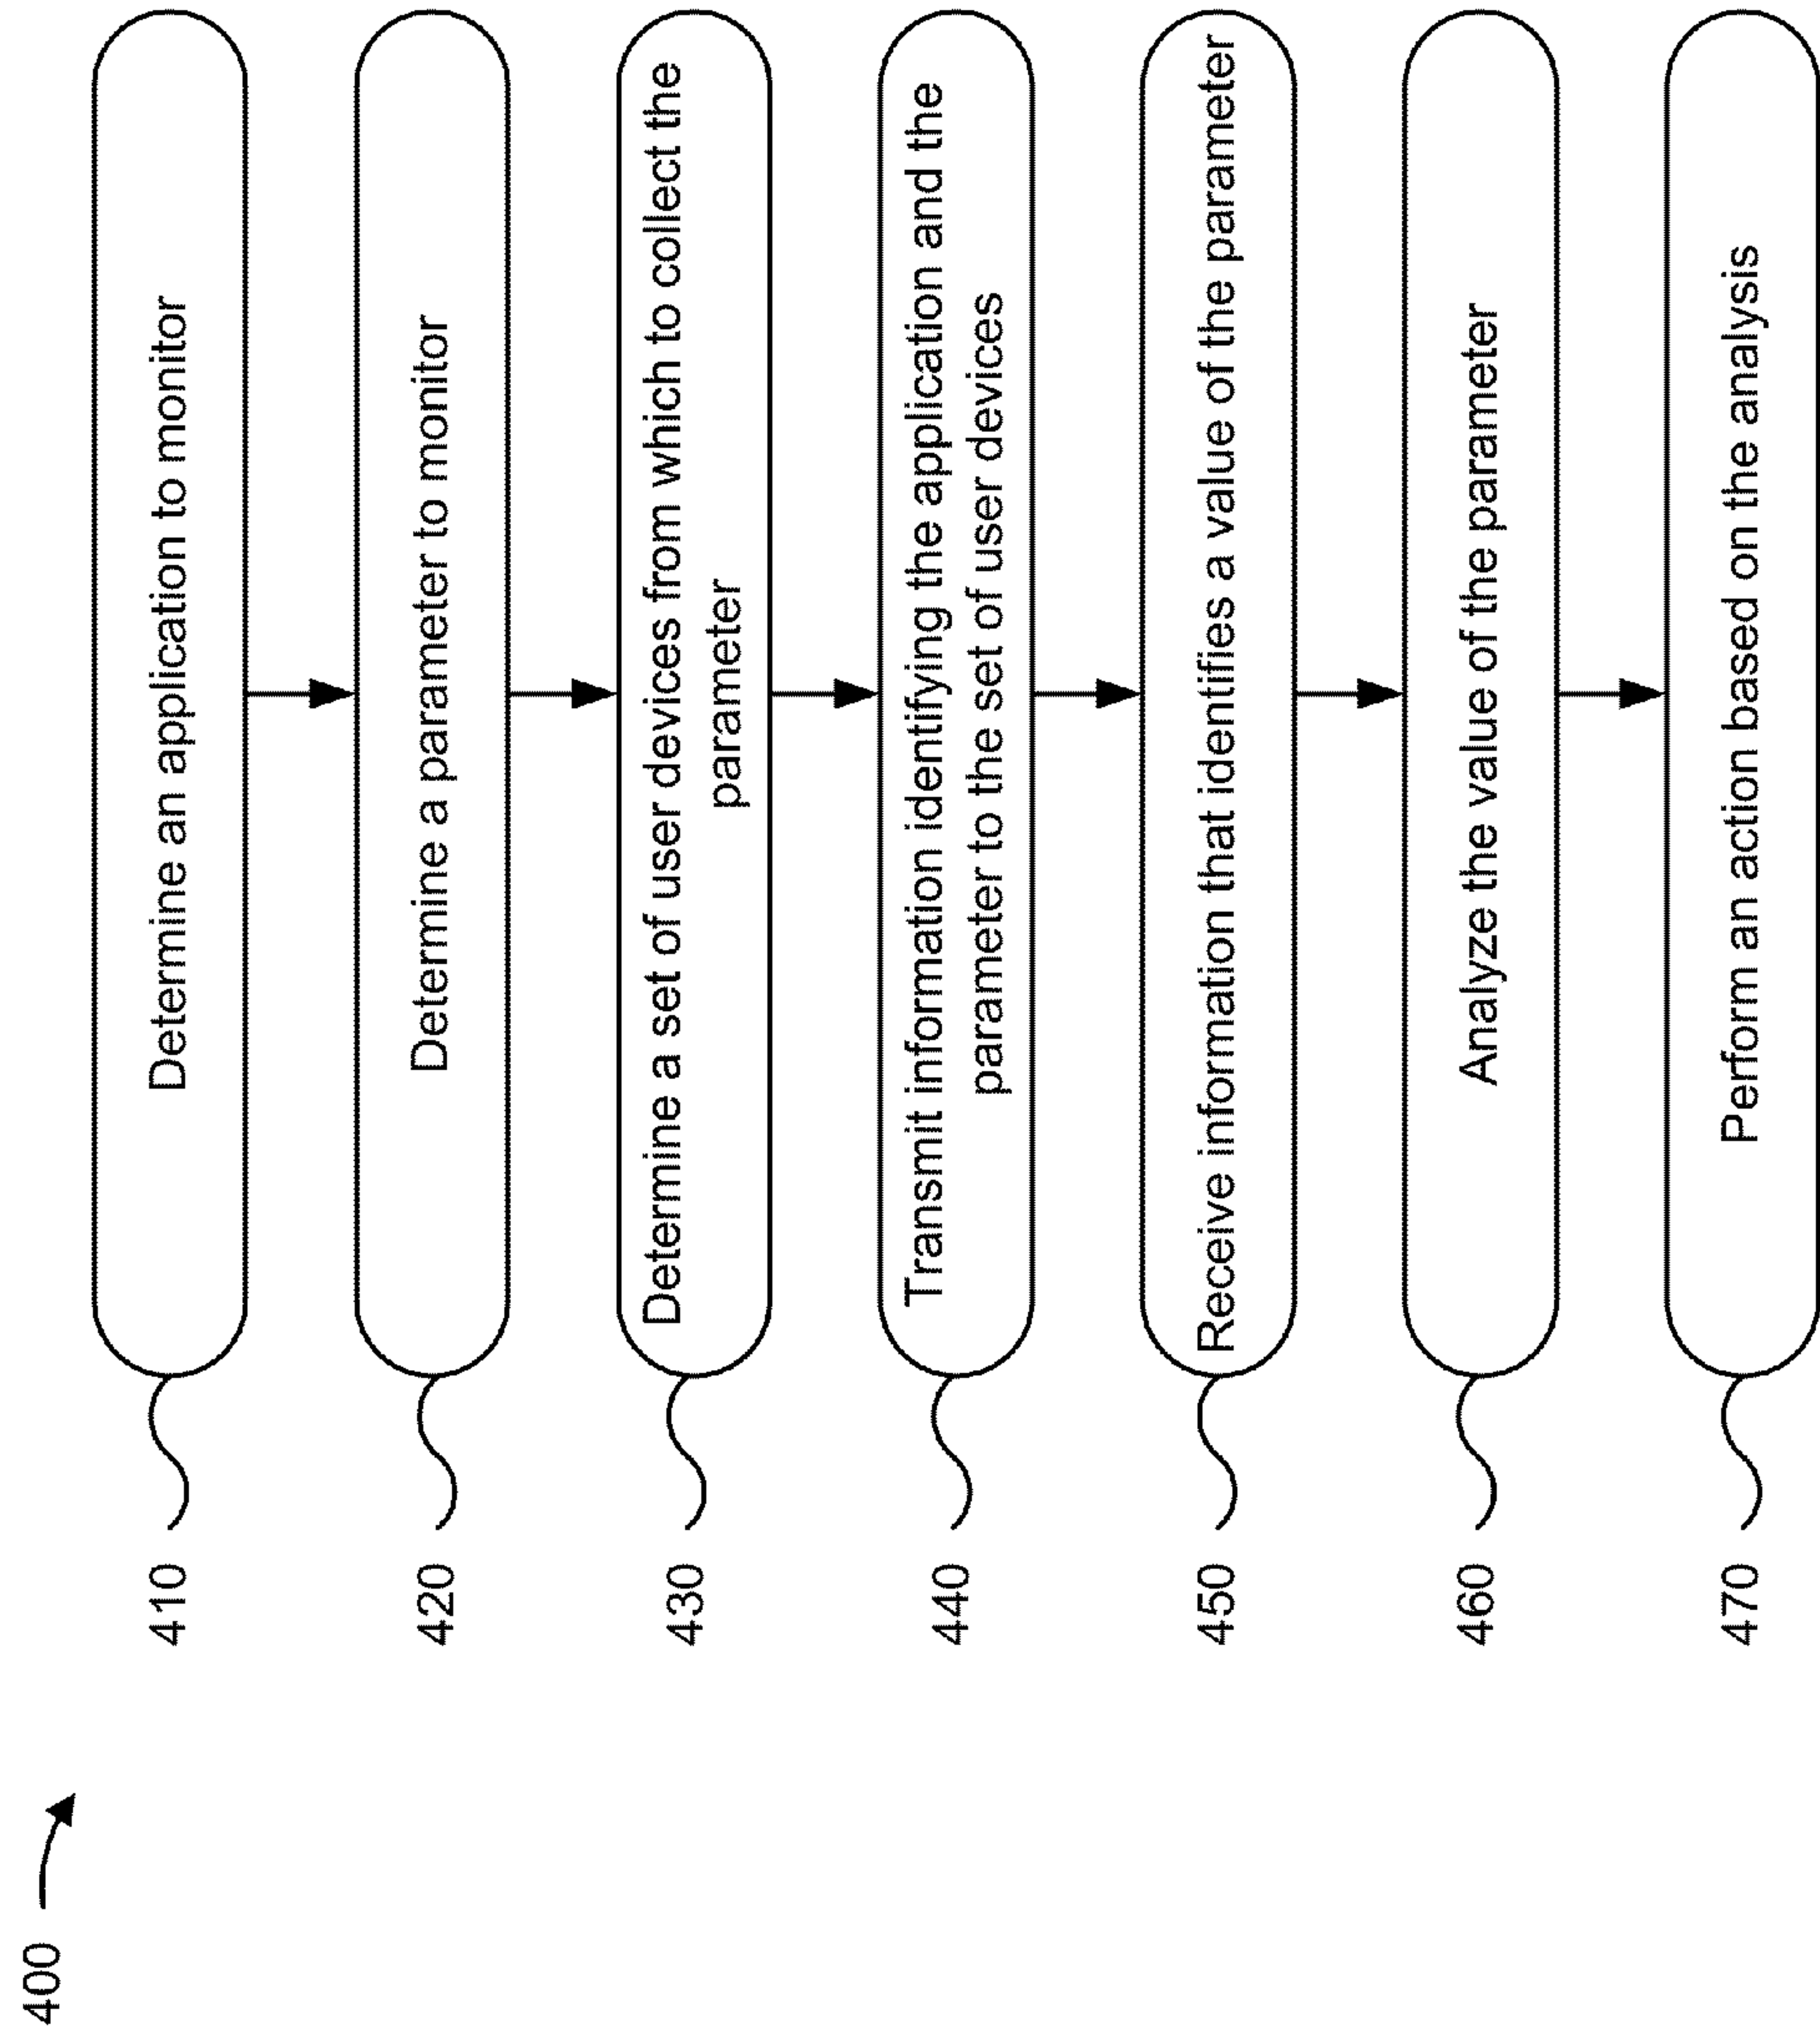 400
410
Determine an application to monitor
420
Determine a parameter to monitor
430
Determine a set of user devices from which to collect the
parameter
440
Transmit information identifying the application and the
parameter to the set of user devices
450
Receive information that identifies a value of the parameter
460
Analyze the value of the parameter
470
Perform an action based on the analysis